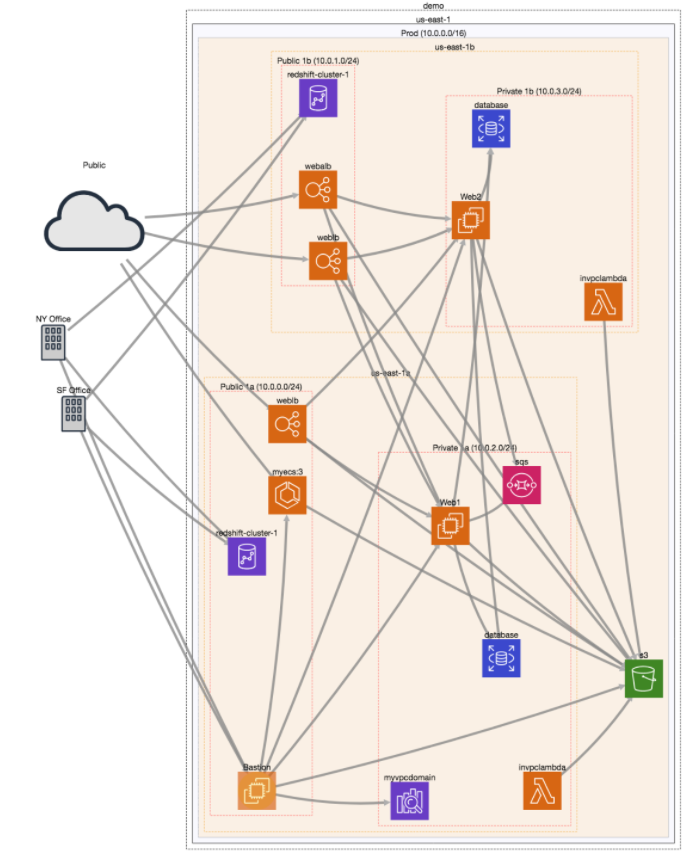 demo
us-east-1
Prod (10.0.0.0/16)
us-east-1b
Public 1b (10.0.1.0/24)
redshift-cluster-1
Private 1b (10.0.3.0/24)
database
Public
webalb
Web2
weblb
invpclambda
NY Office
us-east-1a
SF Office
Public 1a (10.0.0.0/24)
weblb
Private 1a (10.0.2.0/24)
sqs
myecs:3
Web1
redshift-cluster-1
database
s3
Bastion
myvpcdomain
invpclambda